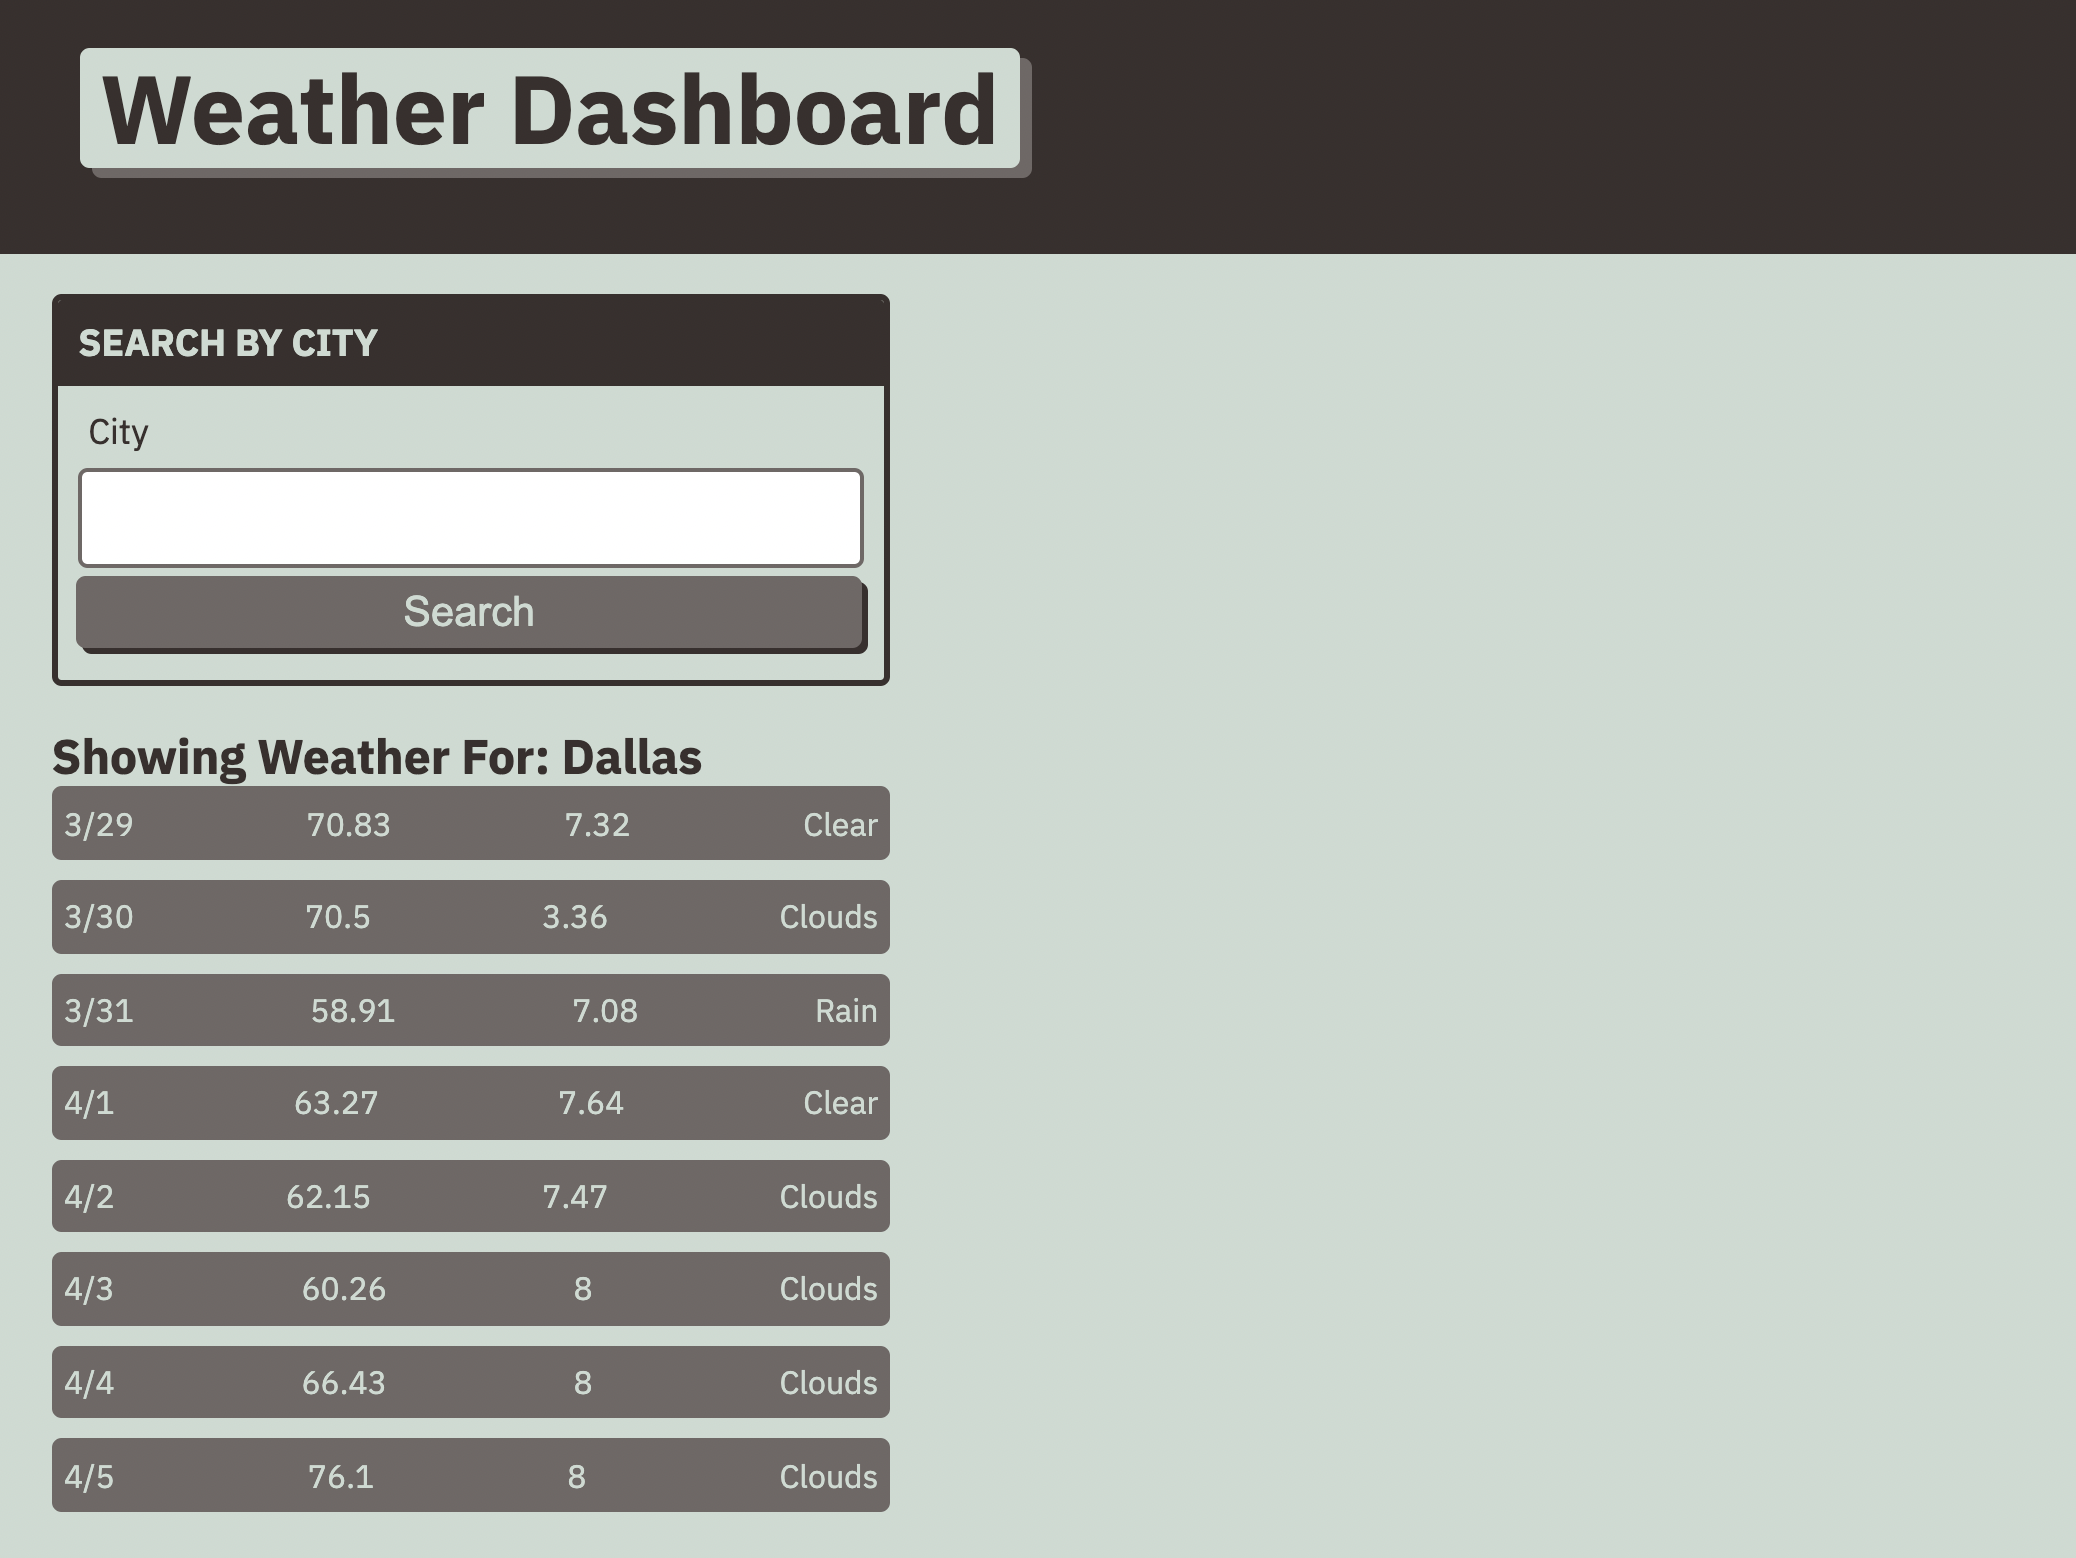 Weather Dashboard
SEARCH BY CITY
City
Search
Showing Weather For: Dallas
3/29 70.83 7.32 Clear
3/30 70.5 3.36 Clouds
3/31 58.91 7.08 Rain
4/1 63.27 7.64 Clear
4/2 62.15 7.47 Clouds
4/3 60.26 8 Clouds
4/4 66.43 8 Clouds
4/5 76.1 8 Clouds